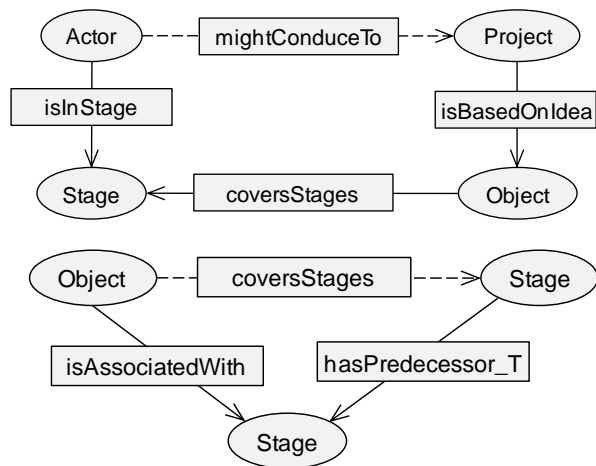 Actor mightConduceTo Project
isInStage isBasedOnIdea
Stage coversStages Object
Object coversStages Stage
isAssociatedWith hasPredecessor_T
Stage